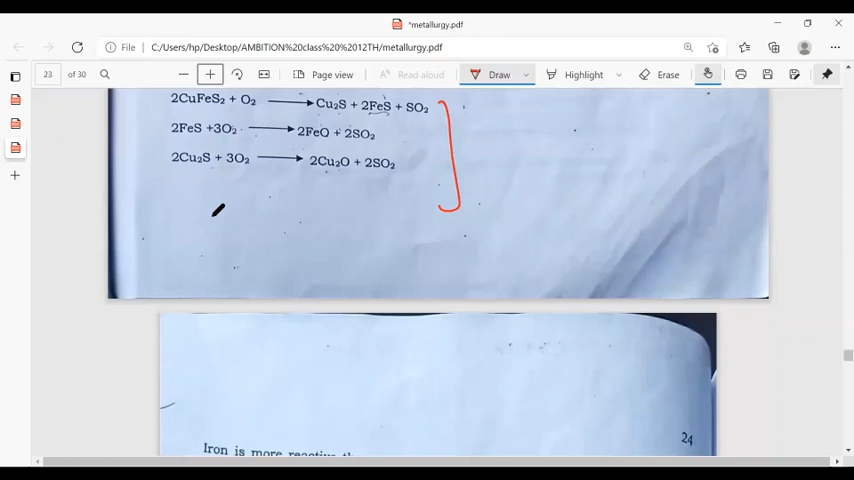 *metallurgy.pdf
File | C:/Users/hp/Desktop/AMBITION%20class%20%2012TH/metallurgy.pdf
23 of 30
Page view
Read aloud
Draw
Highlight
Erase
2CuFeS₂ + O₂ → Cu₂S + 2FeS + SO₂
2FeS +3O₂ → 2FeO + 2SO₂
2Cu₂S + 3O₂ → 2Cu₂O + 2SO₂
24
Iron is more reactive